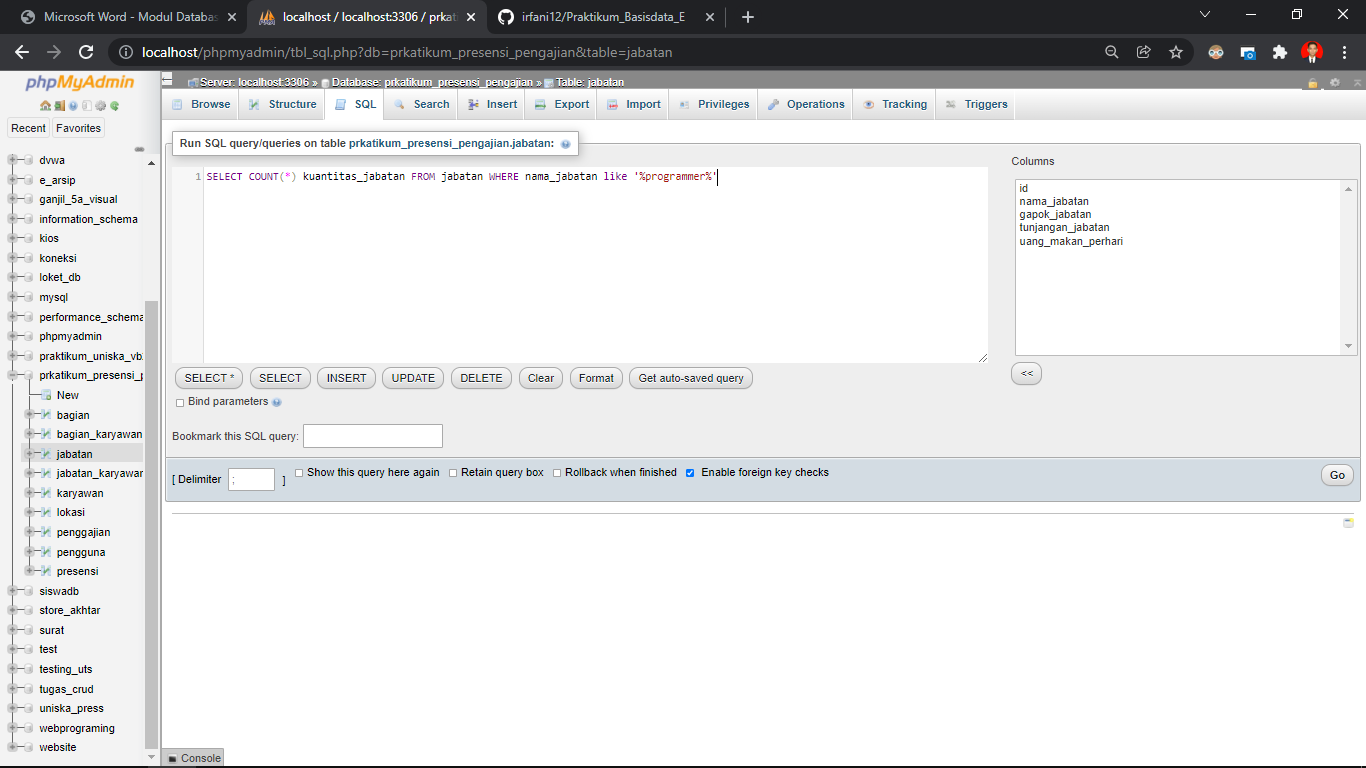 Microsoft Word - Modul Databas
localhost / localhost:3306 / prkati
irfani12/Praktikum_Basisdata_E
localhost/phpmyadmin/tbl_sql.php?db=prkatikum_presensi_pengajian&table=jabatan
phpMyAdmin
Recent Favorites
dvwa
e_arsip
ganjil_5a_visual
information_schema
kios
koneksi
loket_db
mysql
performance_schema
phpmyadmin
praktikum_uniska_vb
prkatikum_presensi_p
New
bagian
bagian_karyawan
jabatan
jabatan_karyawan
karyawan
lokasi
penggajian
pengguna
presensi
siswadb
store_akhtar
surat
test
testing_uts
tugas_crud
uniska_press
webprograming
website
Server: localhost:3306 » Database: prkatikum_presensi_pengajian » Table: jabatan
Browse Structure SQL Search Insert Export Import Privileges Operations Tracking Triggers
Run SQL query/queries on table prkatikum_presensi_pengajian.jabatan:
1 SELECT COUNT(*) kuantitas_jabatan FROM jabatan WHERE nama_jabatan like '%programmer%'
Columns
id
nama_jabatan
gapok_jabatan
tunjangan_jabatan
uang_makan_perhari
<<
SELECT * SELECT INSERT UPDATE DELETE Clear Format Get auto-saved query
Bind parameters
Bookmark this SQL query:
[ Delimiter ; ] Show this query here again Retain query box Rollback when finished Enable foreign key checks
Go
Console